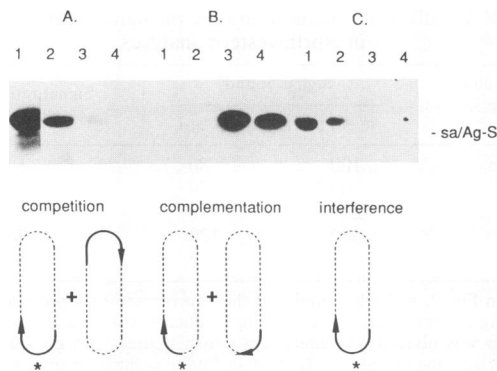 A. B. C.
1 2 3 4 1 2 3 4 1 2 3 4
- sa/Ag-S
competition complementation interference
+ +
* * *